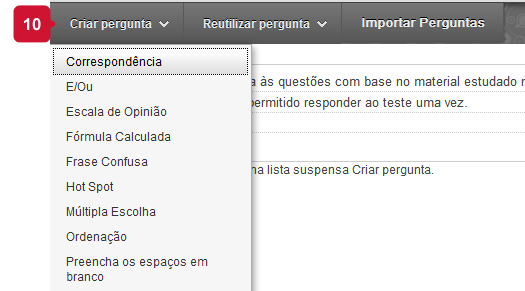 10 Criar pergunta Reutilizar pergunta Importar Perguntas
Correspondência
E/Ou
Escala de Opinião
Fórmula Calculada
Frase Confusa
Hot Spot
Múltipla Escolha
Ordenação
Preencha os espaços em
branco
a às questões com base no material estudado
permitido responder ao teste uma vez.
na lista suspensa Criar pergunta.